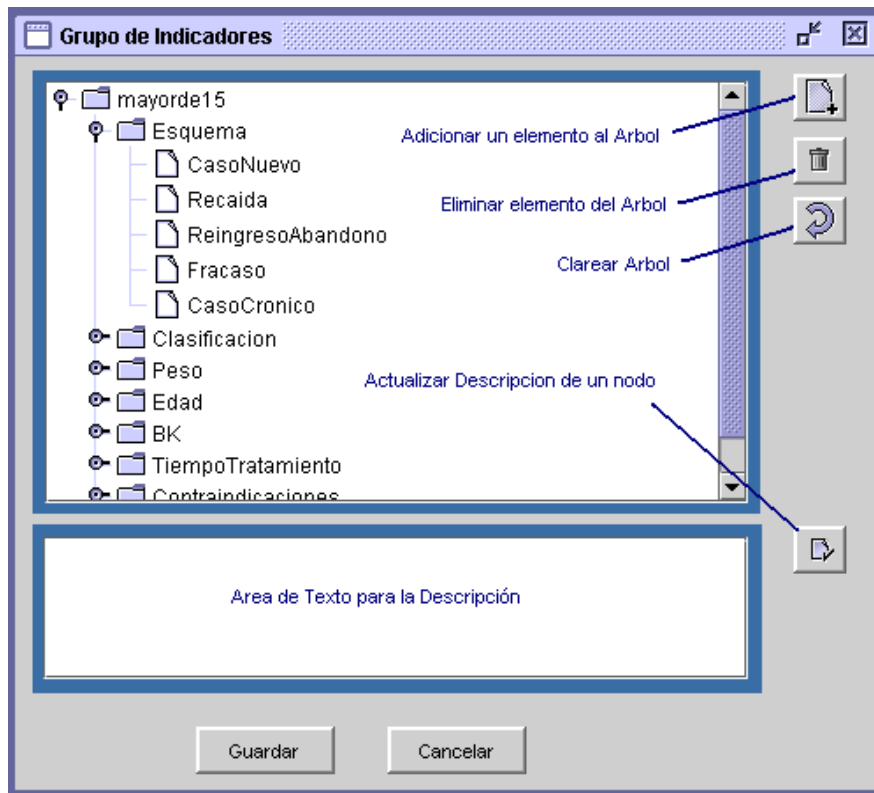 Grupo de Indicadores
mayorde15
Esquema
Adicionar un elemento al Arbol
CasoNuevo
Recaida
Eliminar elemento del Arbol
ReingresoAbandono
Clarear Arbol
Fracaso
CasoCronico
Clasificacion
Peso
Actualizar Descripcion de un nodo
Edad
BK
TiempoTratamiento
Contraindicaciones
Area de Texto para la Descripción
Guardar
Cancelar